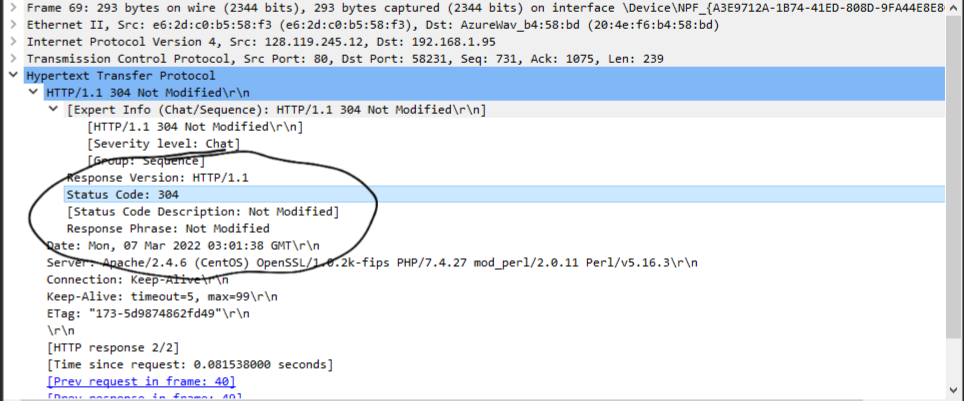 Frame 69: 293 bytes on wire (2344 bits), 293 bytes captured (2344 bits) on interface \Device\NPF_{A3E9712A-1B74-41ED-808D-9FA44E8E8
Ethernet II, Src: e6:2d:c0:b5:58:f3 (e6:2d:c0:b5:58:f3), Dst: AzureWav_b4:58:bd (20:4e:f6:b4:58:bd)
Internet Protocol Version 4, Src: 128.119.245.12, Dst: 192.168.1.95
Transmission Control Protocol, Src Port: 80, Dst Port: 58231, Seq: 731, Ack: 1075, Len: 239
Hypertext Transfer Protocol
HTTP/1.1 304 Not Modified\r\n
[Expert Info (Chat/Sequence): HTTP/1.1 304 Not Modified\r\n]
[HTTP/1.1 304 Not Modified\r\n]
[Severity level: Chat]
[Group: Sequence]
Response Version: HTTP/1.1
Status Code: 304
[Status Code Description: Not Modified]
Response Phrase: Not Modified
Date: Mon, 07 Mar 2022 03:01:38 GMT\r\n
Server: Apache/2.4.6 (CentOS) OpenSSL/1.0.2k-fips PHP/7.4.27 mod_perl/2.0.11 Perl/v5.16.3\r\n
Connection: Keep-Alive\r\n
Keep-Alive: timeout=5, max=99\r\n
ETag: "173-5d9874862fd49"\r\n
\r\n
[HTTP response 2/2]
[Time since request: 0.081538000 seconds]
[Prev request in frame: 40]
[Prev response in frame: 49]